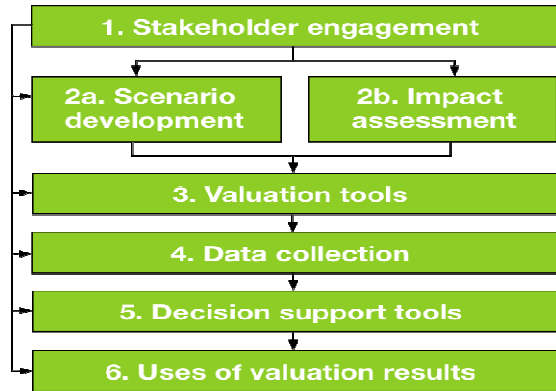 1. Stakeholder engagement
2a. Scenario
development
2b. Impact
assessment
3. Valuation tools
4. Data collection
5. Decision support tools
6. Uses of valuation results